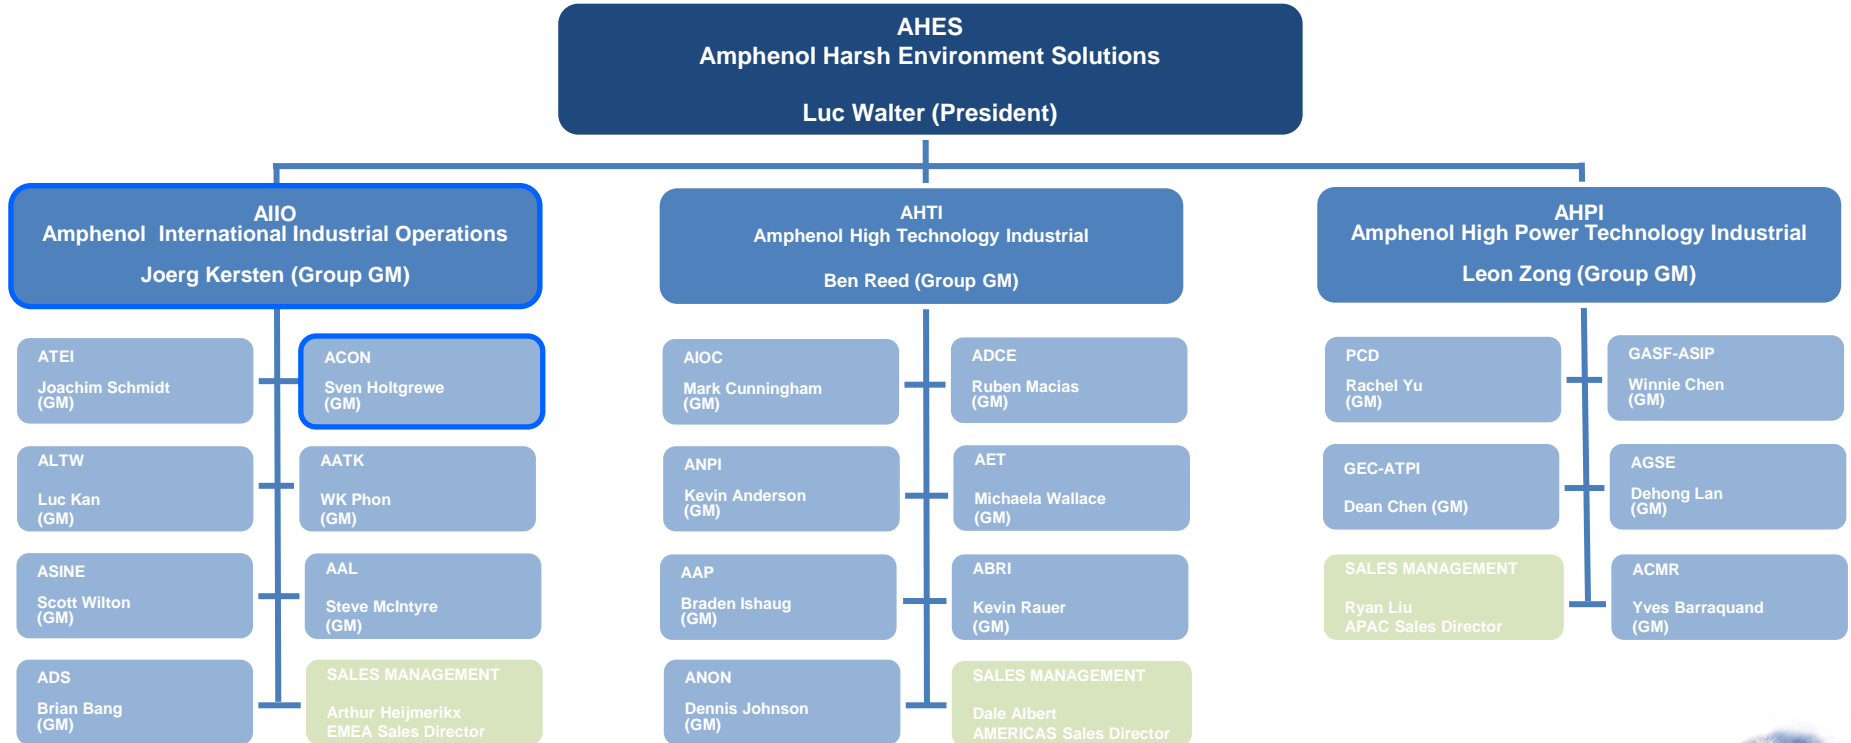 AHES
Amphenol Harsh Environment Solutions
Luc Walter (President)
AIIO
Amphenol International Industrial Operations
Joerg Kersten (Group GM)
AHTI
Amphenol High Technology Industrial
Ben Reed (Group GM)
AHPI
Amphenol High Power Technology Industrial
Leon Zong (Group GM)
ATEI
Joachim Schmidt
(GM)
ACON
Sven Holtgrewe
(GM)
ALTW
Luc Kan
(GM)
AATK
WK Phon
(GM)
ASINE
Scott Wilton
(GM)
AAL
Steve McIntyre
(GM)
ADS
Brian Bang
(GM)
SALES MANAGEMENT
Arthur Heijmerikx
EMEA Sales Director
AIOC
Mark Cunningham
(GM)
ADCE
Ruben Macias
(GM)
ANPI
Kevin Anderson
(GM)
AET
Michaela Wallace
(GM)
AAP
Braden Ishaug
(GM)
ABRI
Kevin Rauer
(GM)
ANON
Dennis Johnson
(GM)
SALES MANAGEMENT
Dale Albert
AMERICAS Sales Director
PCD
Rachel Yu
(GM)
GASF-ASIP
Winnie Chen
(GM)
GEC-ATPI
Dean Chen (GM)
AGSE
Dehong Lan
(GM)
SALES MANAGEMENT
Ryan Liu
APAC Sales Director
ACMR
Yves Barraquand
(GM)